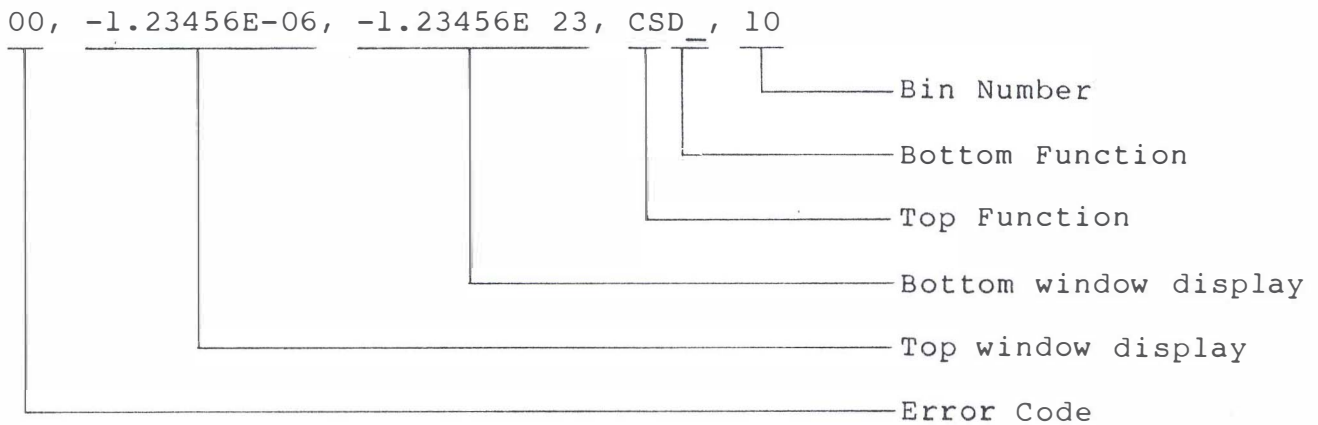 00, -1.23456E-06, -1.23456E 23, CSD_, 10
Bin Number
Bottom Function
Top Function
Bottom window display
Top window display
Error Code